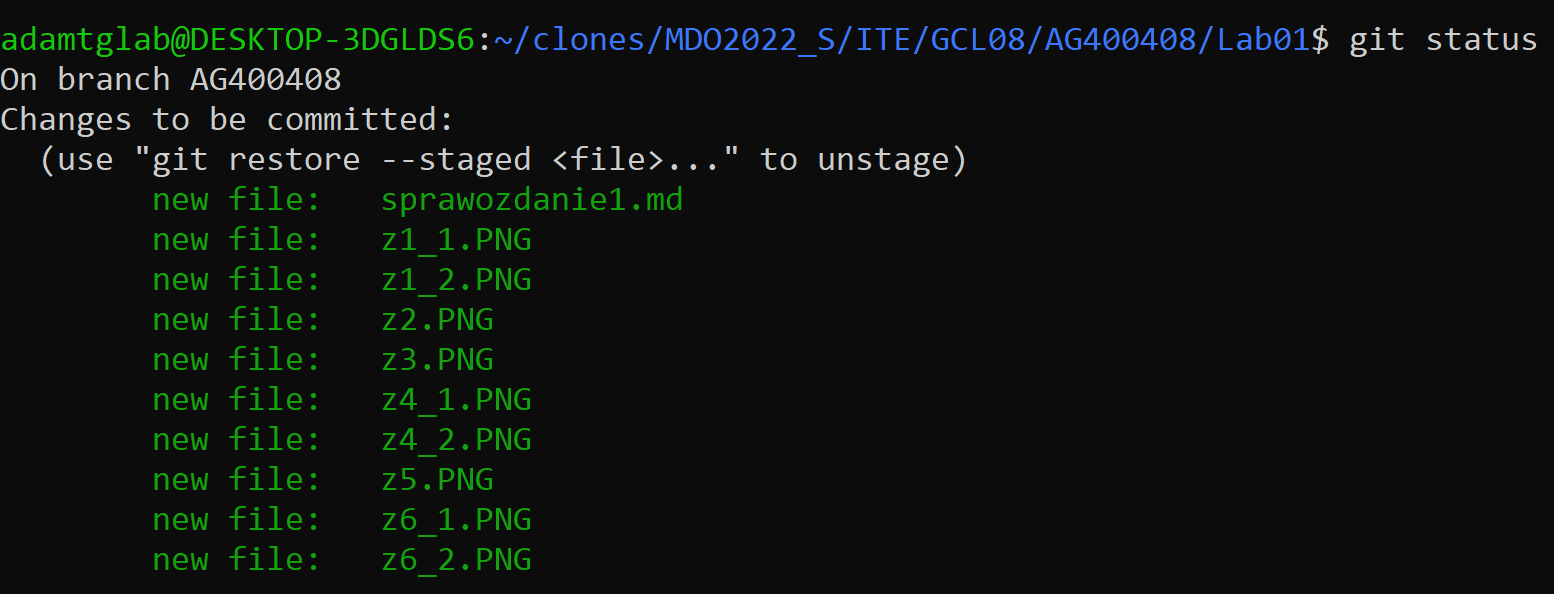 adamtglab@DESKTOP-3DGLDS6:~/clones/MDO2022_S/ITE/GCL08/AG400408/Lab01$ git status
On branch AG400408
Changes to be committed:
  (use "git restore --staged <file>..." to unstage)
        new file:   sprawozdanie1.md
        new file:   z1_1.PNG
        new file:   z1_2.PNG
        new file:   z2.PNG
        new file:   z3.PNG
        new file:   z4_1.PNG
        new file:   z4_2.PNG
        new file:   z5.PNG
        new file:   z6_1.PNG
        new file:   z6_2.PNG